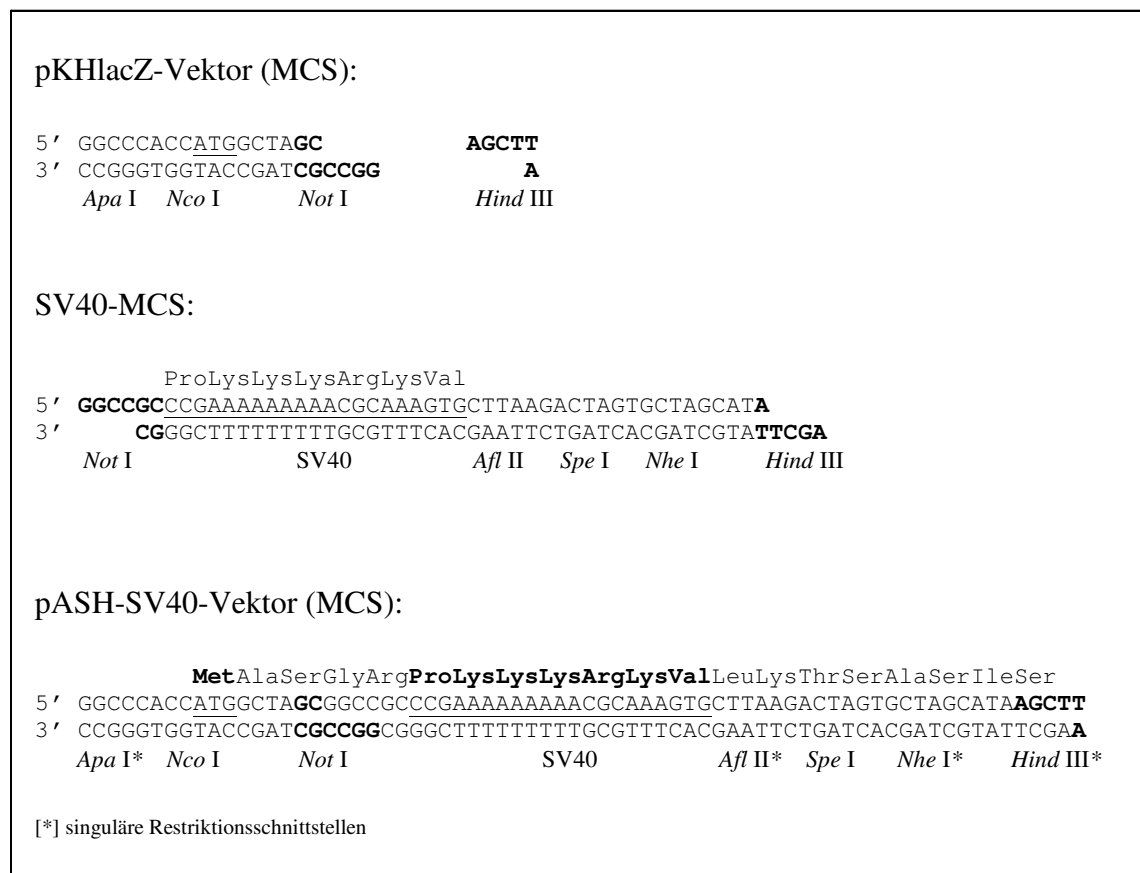 pKHlacZ-Vektor (MCS):
5′ GGCCCACCATGGCTAGC AGCTT
3′ CCGGGTGGTACCGATCGCCGG A
Apa I Nco I Not I Hind III
SV40-MCS:
ProLysLysLysArgLysVal
5′ GGCCGCCCGAAAAAAAAACGCAAAGTGCTTAAGACTAGTGCTAGCATA
3′ CGGGCTTTTTTTTTGCGTTTCACGAATTCTGATCACGATCGTATTCGA
Not I SV40 Afl II Spe I Nhe I Hind III
pASH-SV40-Vektor (MCS):
MetAlaSerGlyArgProLysLysLysArgLysValLeuLysThrSerAlaSerIleSer
5′ GGCCCACCATGGCTAGCGGCCGCCCGAAAAAAAAACGCAAAGTGCTTAAGACTAGTGCTAGCATAAGCTT
3′ CCGGGTGGTACCGATCGCCGGCGGGCTTTTTTTTTGCGTTTCACGAATTCTGATCACGATCGTATTCGAA
Apa I* Nco I Not I SV40 Afl II* Spe I Nhe I* Hind III*
[*] singuläre Restriktionsschnittstellen